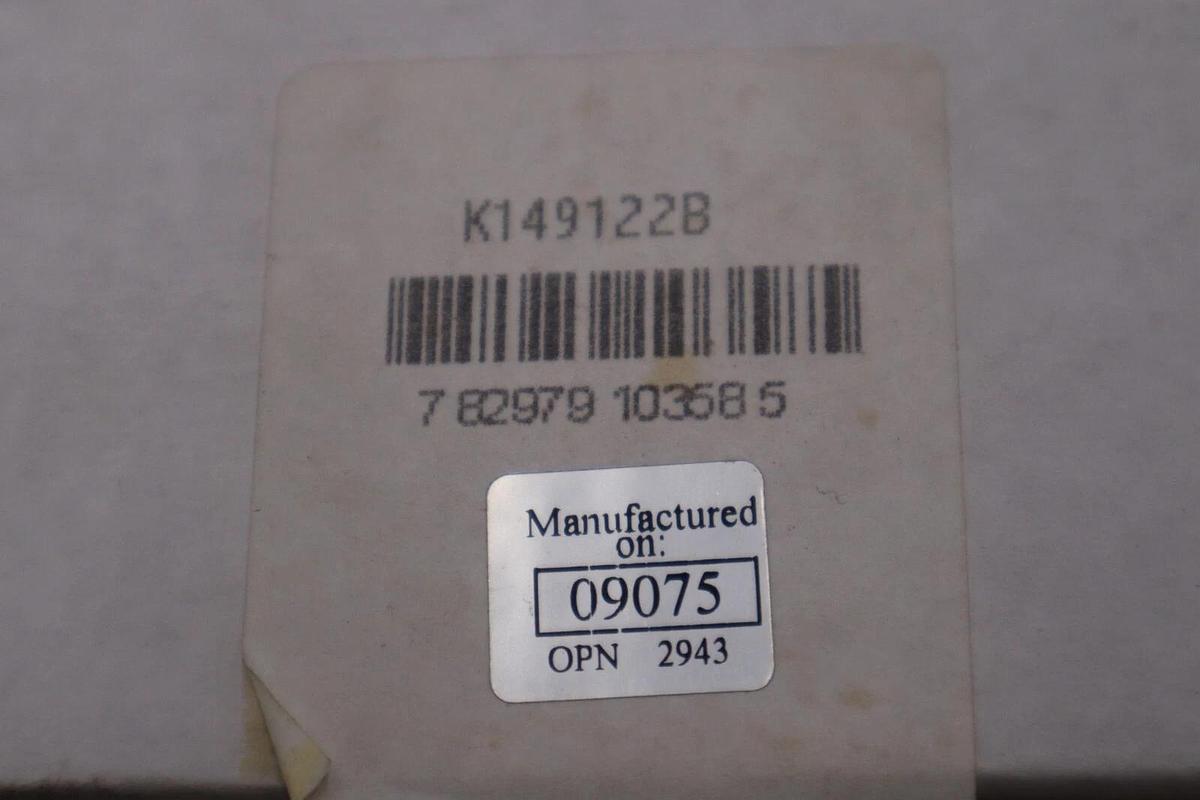 K149122B
7 82979 10358 5
Manufactured
on:
09075
OPN 2943